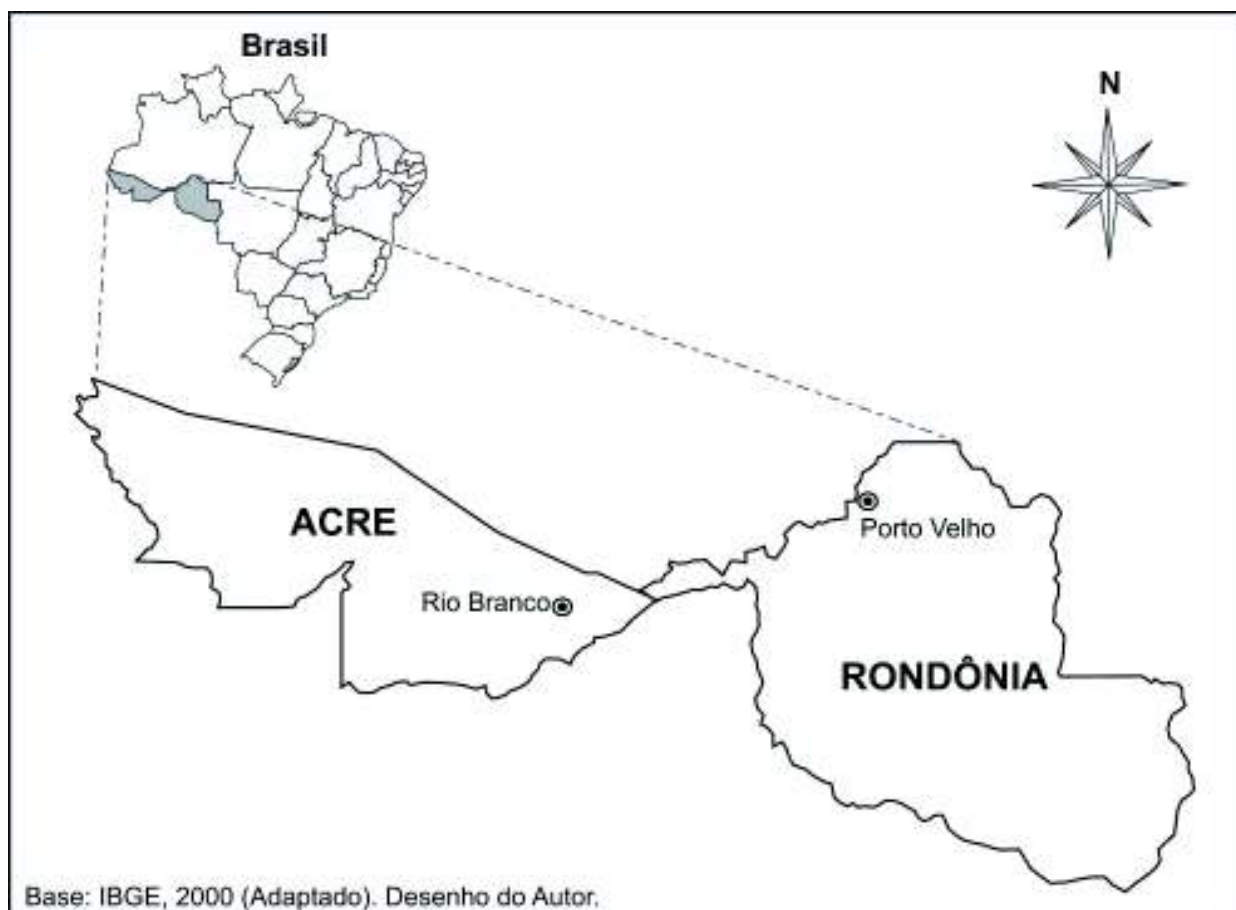 Brasil
N
ACRE
Porto Velho
Rio Branco
RONDÔNIA
Base: IBGE, 2000 (Adaptado). Desenho do Autor.